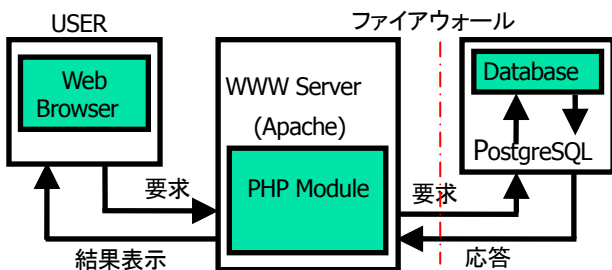 USER
Web
Browser
要求
結果表示
WWW Server
(Apache)
PHP Module
ファイアウォール
要求
応答
Database
PostgreSQL